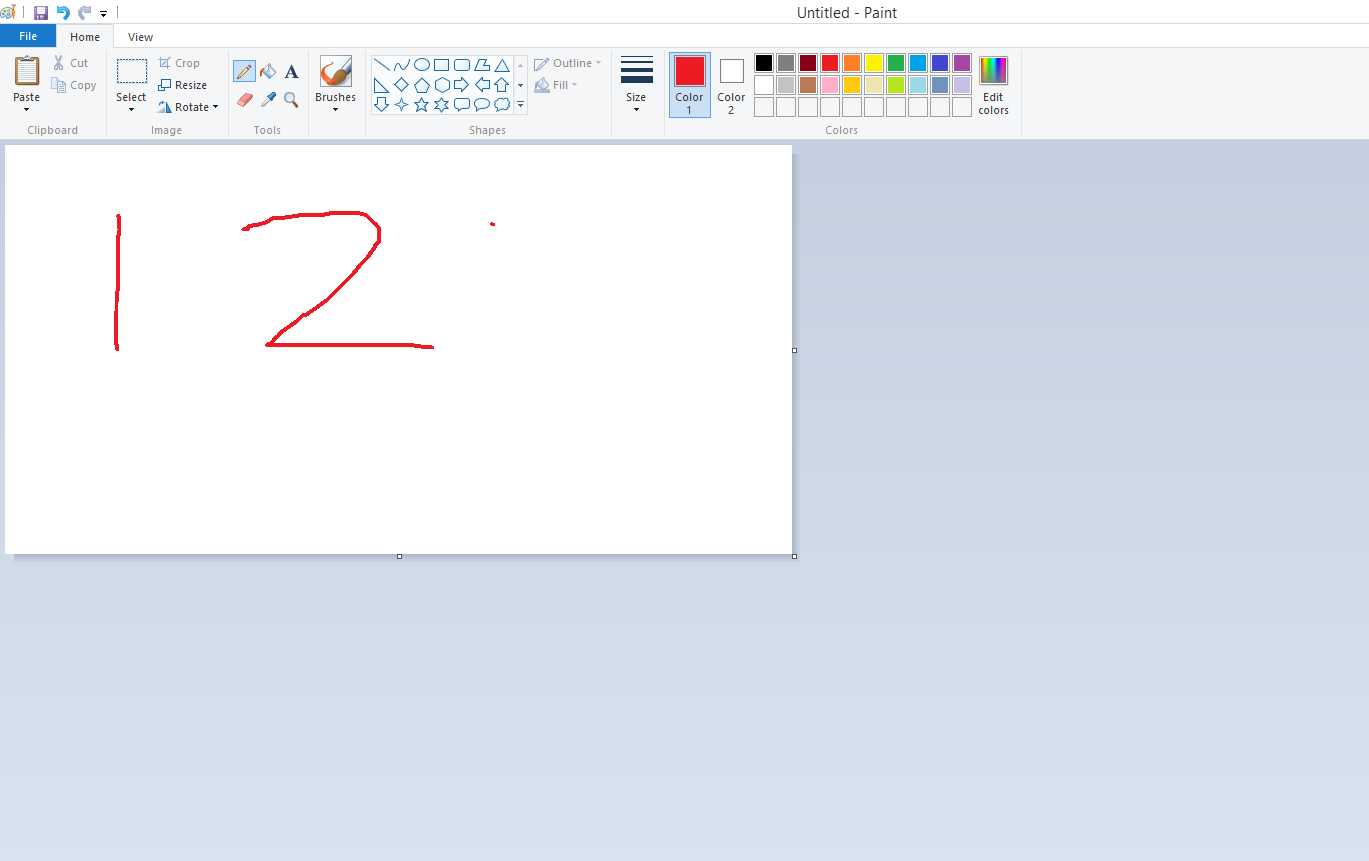 Untitled - Paint
File Home View
Paste Cut Copy Select Crop Resize Rotate A Brushes Outline Fill Size Color 1 Color 2 Edit colors
Clipboard Image Tools Shapes Colors
1 2